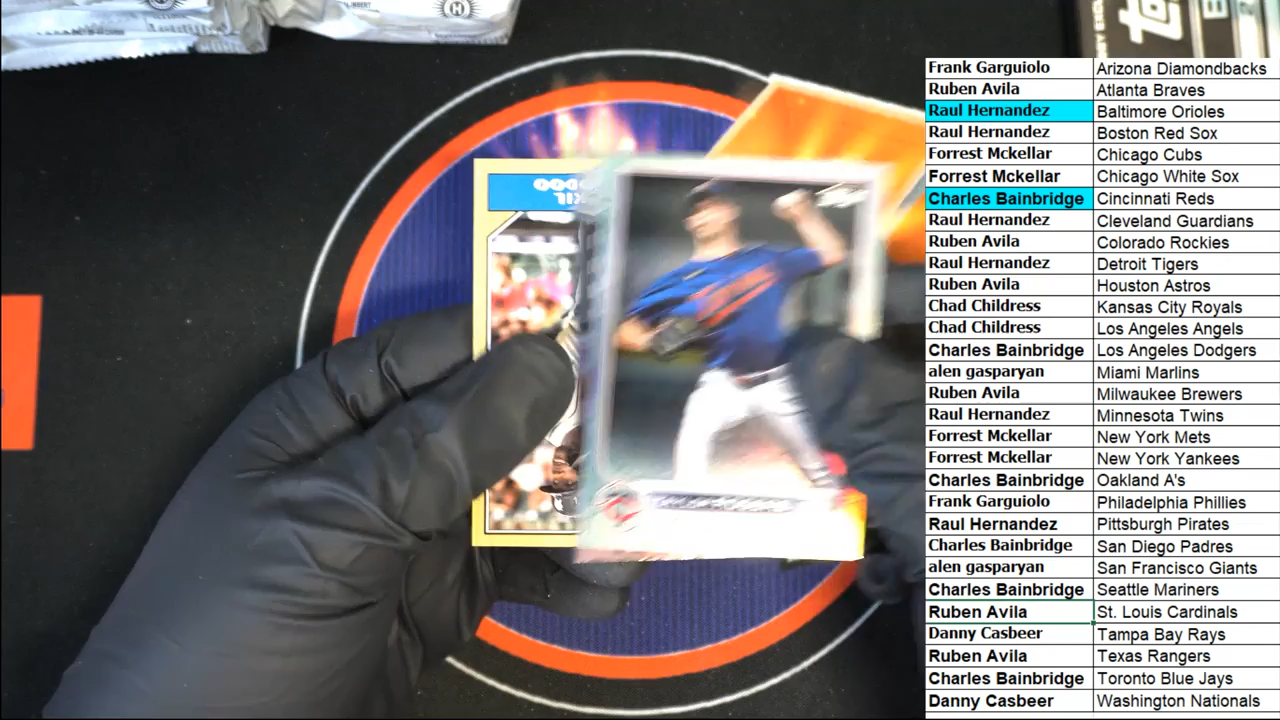 Frank Garguiolo Arizona Diamondbacks
Ruben Avila Atlanta Braves
Raul Hernandez Baltimore Orioles
Raul Hernandez Boston Red Sox
Forrest Mckellar Chicago Cubs
Forrest Mckellar Chicago White Sox
Charles Bainbridge Cincinnati Reds
Raul Hernandez Cleveland Guardians
Ruben Avila Colorado Rockies
Raul Hernandez Detroit Tigers
Ruben Avila Houston Astros
Chad Childress Kansas City Royals
Chad Childress Los Angeles Angels
Charles Bainbridge Los Angeles Dodgers
alen gasparyan Miami Marlins
Ruben Avila Milwaukee Brewers
Raul Hernandez Minnesota Twins
Forrest Mckellar New York Mets
Forrest Mckellar New York Yankees
Charles Bainbridge Oakland A's
Frank Garguiolo Philadelphia Phillies
Raul Hernandez Pittsburgh Pirates
Charles Bainbridge San Diego Padres
alen gasparyan San Francisco Giants
Charles Bainbridge Seattle Mariners
Ruben Avila St. Louis Cardinals
Danny Casbeer Tampa Bay Rays
Ruben Avila Texas Rangers
Charles Bainbridge Toronto Blue Jays
Danny Casbeer Washington Nationals